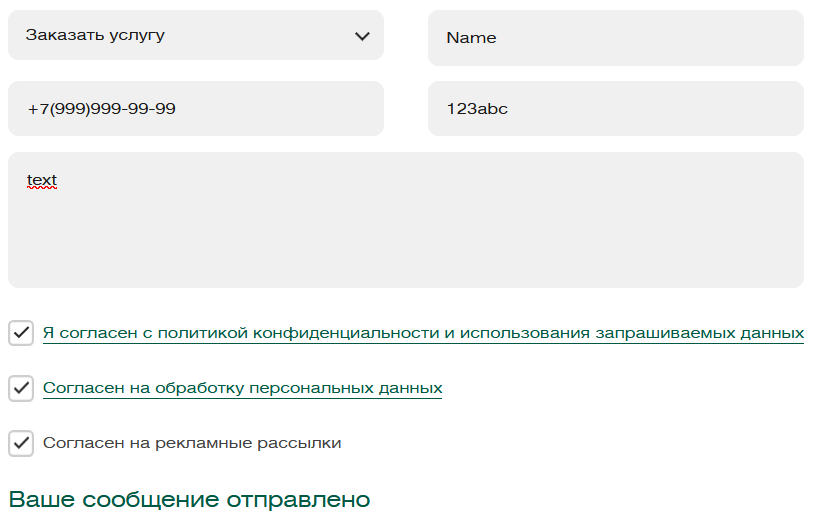 Заказать услугу
Name
+7(999)999-99-99
123abc
text
Я согласен с политикой конфиденциальности и использования запрашиваемых данных
Согласен на обработку персональных данных
Согласен на рекламные рассылки
Ваше сообщение отправлено